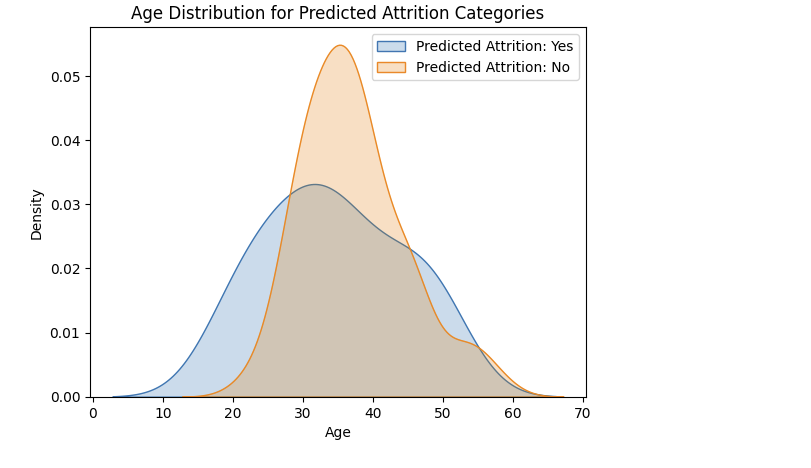 Age Distribution for Predicted Attrition Categories
Predicted Attrition: Yes
Predicted Attrition: No
0.05
0.04
0.03
0.02
0.01
0.00
Density
0 10 20 30 40 50 60 70
Age